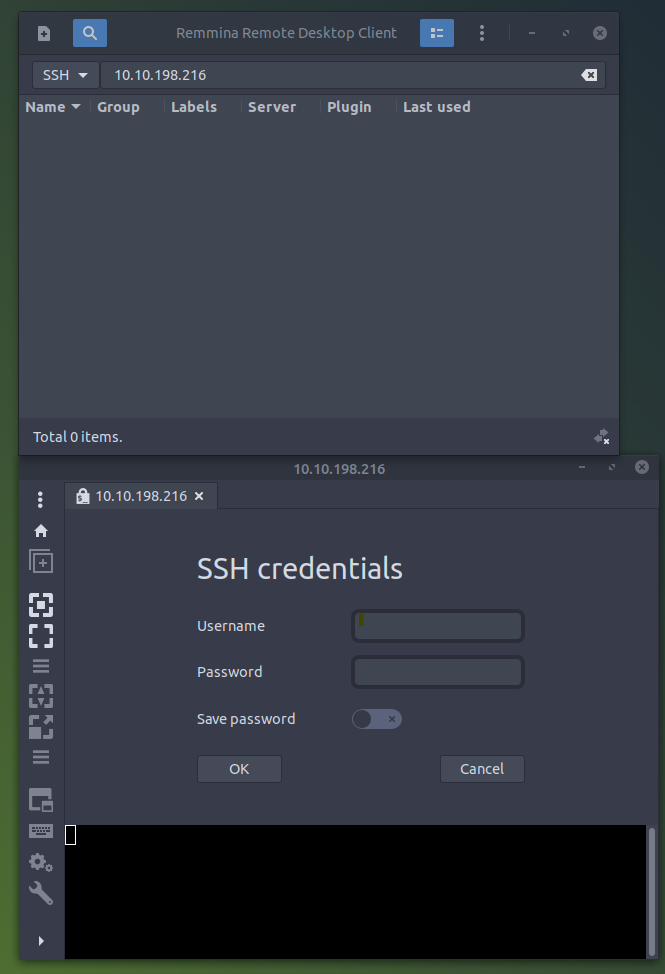 Remmina Remote Desktop Client
SSH 10.10.198.216
Name Group Labels Server Plugin Last used
Total 0 items.
10.10.198.216
10.10.198.216
SSH credentials
Username
Password
Save password
OK Cancel